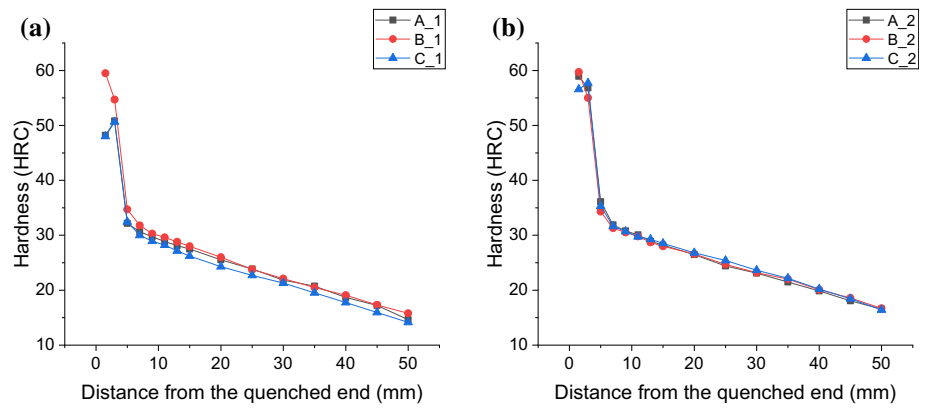 (a)
A_1
B_1
C_1
60
50
40
30
20
10
Hardness (HRC)
0 10 20 30 40 50
Distance from the quenched end (mm)
(b)
A_2
B_2
C_2
60
50
40
30
20
10
Hardness (HRC)
0 10 20 30 40 50
Distance from the quenched end (mm)